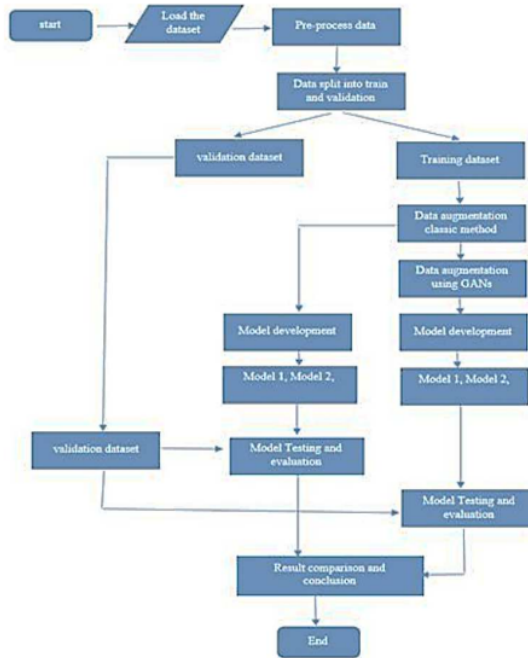 start
Load the
dataset
Pre-process data
Data split into train
and validation
validation dataset
Training dataset
Data augmentation
classic method
Data augmentation
using GANs
Model development
Model development
Model 1, Model 2,
Model 1, Model 2,
validation dataset
Model Testing and
evaluation
Model Testing and
evaluation
Result comparison and
conclusion
End